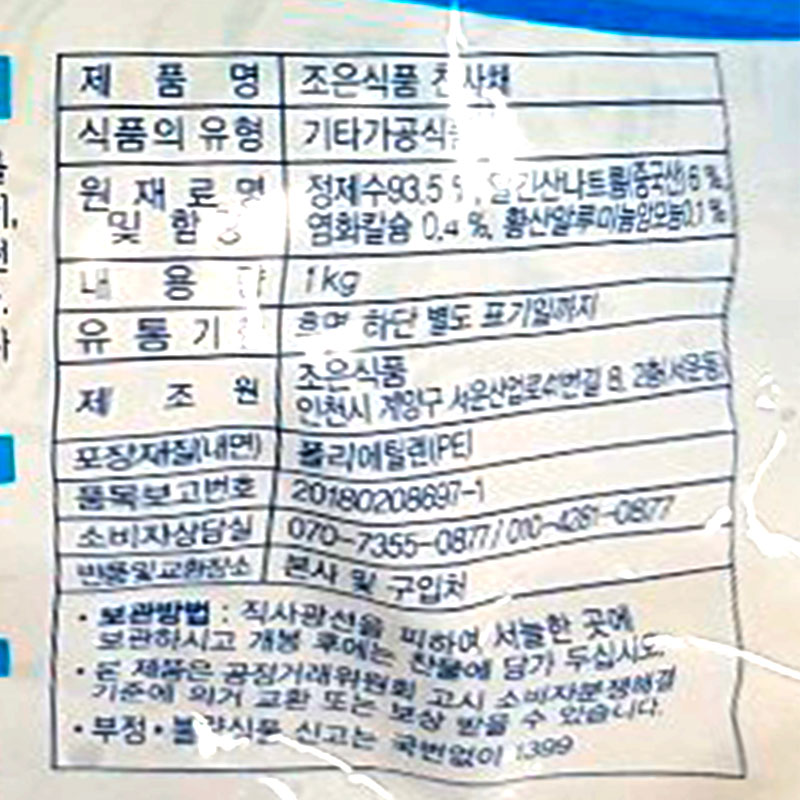 제 품 명 조은식품 천사채
식품의 유형 기타가공식품
원 재 료 명 정제수93.5 %, 알긴산나트륨(중국산)6 %,
및 함 량 염화칼슘 0.4 %, 황산알루미늄암모늄0.1 %
내 용 량 1kg
유 통 기 한 후면 하단 별도 표기일까지
제 조 원 조은식품
인천시 계양구 서운산업로 8, 2층(서운동)
포장재질(내면) 폴리에틸렌(PE)
품목보고번호 20180208697-1
소비자상담실 070-7355-0877 / 010-4281-0877
반품및교환장소 본사 및 구입처
• 보관방법 : 직사광선을 피하여 서늘한 곳에
보관하시고 개봉 후에는 찬물에 담가 두십시오.
• 본 제품은 공정거래위원회 고시 소비자분쟁해결
기준에 의거 교환 또는 보상 받을 수 있습니다.
• 부정 • 불량식품 신고는 국번없이 1399